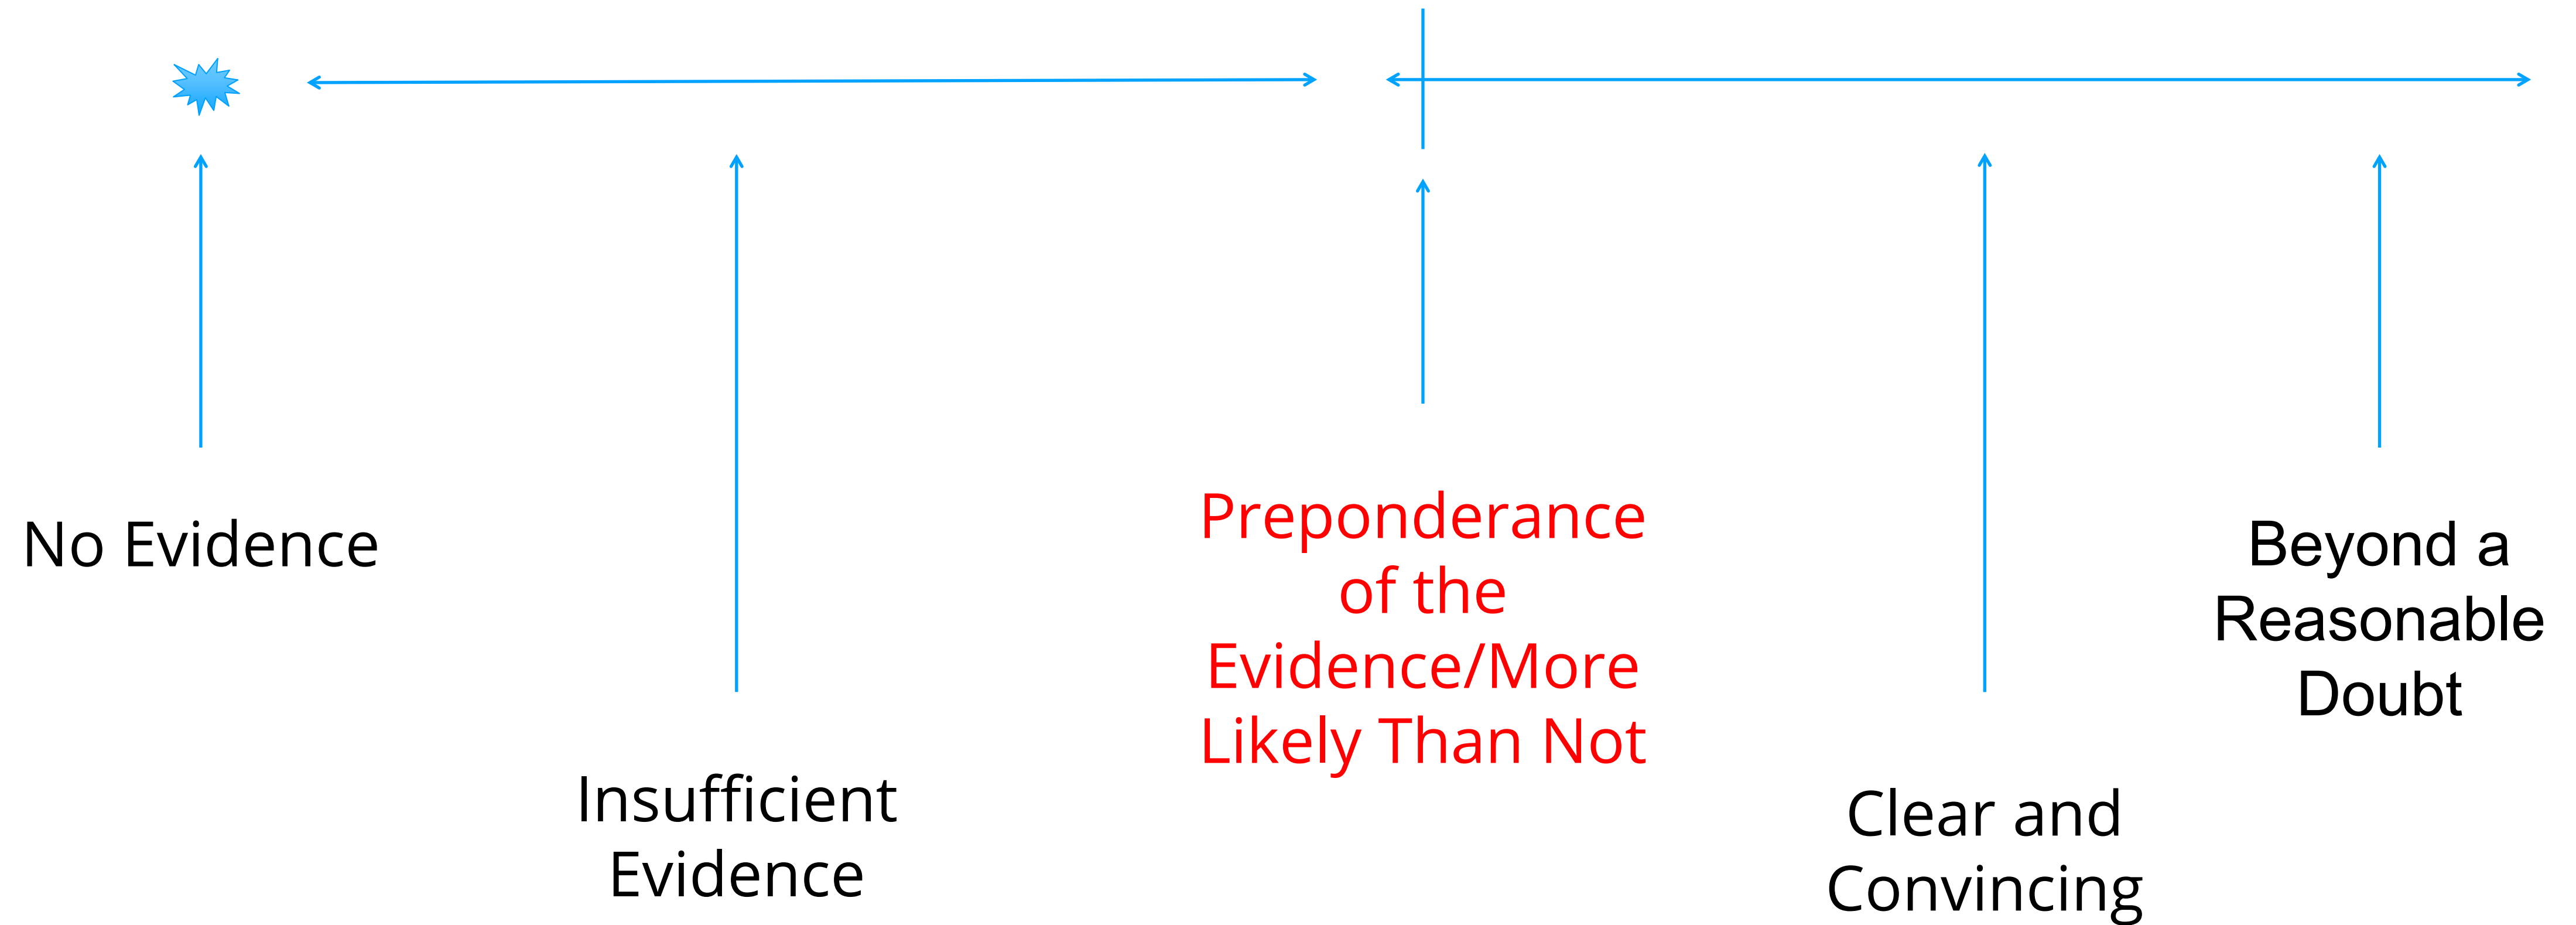 No Evidence
Insufficient
Evidence
Preponderance
of the
Evidence/More
Likely Than Not
Clear and
Convincing
Beyond a
Reasonable
Doubt